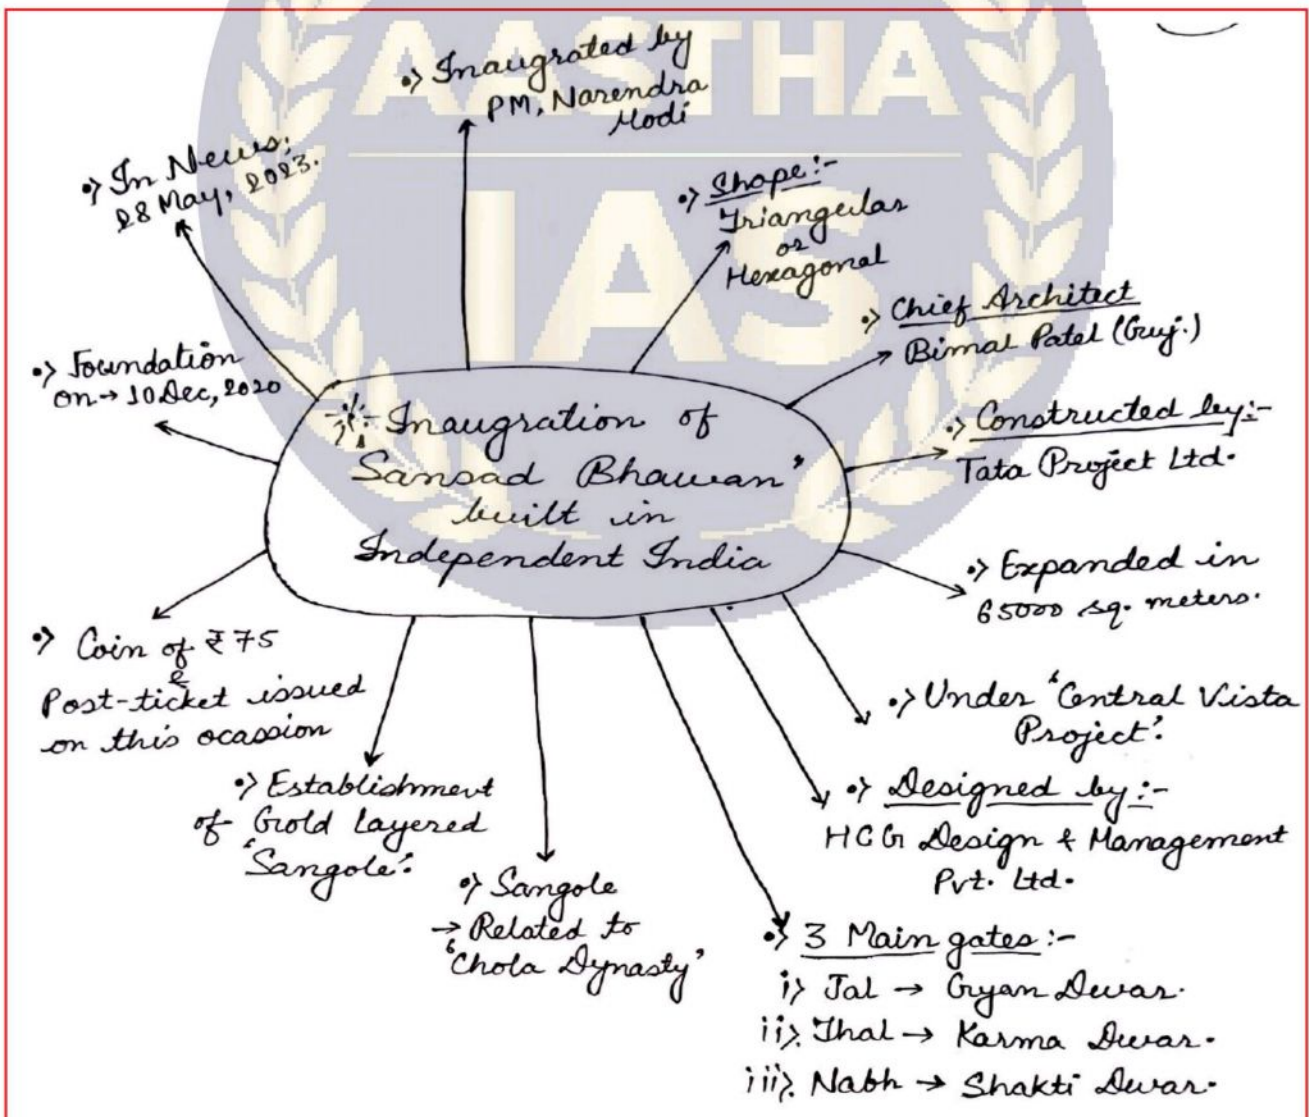 AASTHA
IAS
•> Inaugrated by
PM, Narendra
Modi
•> In News:
28 May, 2023.
•> Shape:-
Triangular
or
Hexagonal
•> Chief Architect
Bimal Patel (Guj.)
•> Foundation
on → 10 Dec, 2020
•> Constructed by:-
Tata Project Ltd.
Inaugration of
Sansad Bhawan'
built in
Independent India
•> Expanded in
65000 sq. meters.
•> Coin of ₹75
&
Post-ticket issued
on this ocassion
•> Under 'Central Vista
Project'.
•> Establishment
of Gold layered
'Sangole'.
•> Designed by:-
HCG Design & Management
Pvt. Ltd.
•> Sangole
→ Related to
'Chola Dynasty'
•> 3 Main gates:-
i> Jal → Gyan Dwar.
ii>. Thal → Karma Dwar.
iii>. Nabh → Shakti Dwar.